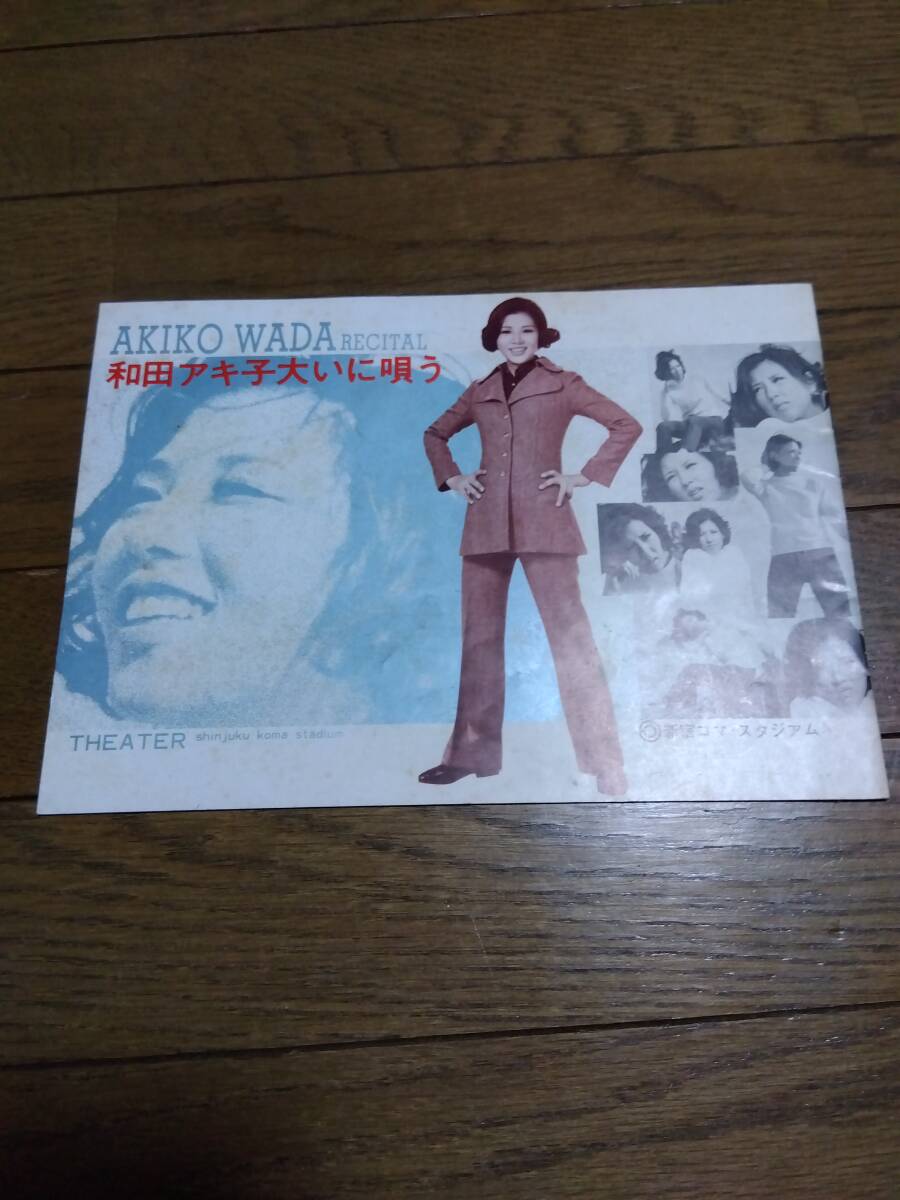 AKIKO WADA RECITAL
和田アキ子大いに唄う
THEATER shinjuku koma stadium
新宿コマ・スタジアム